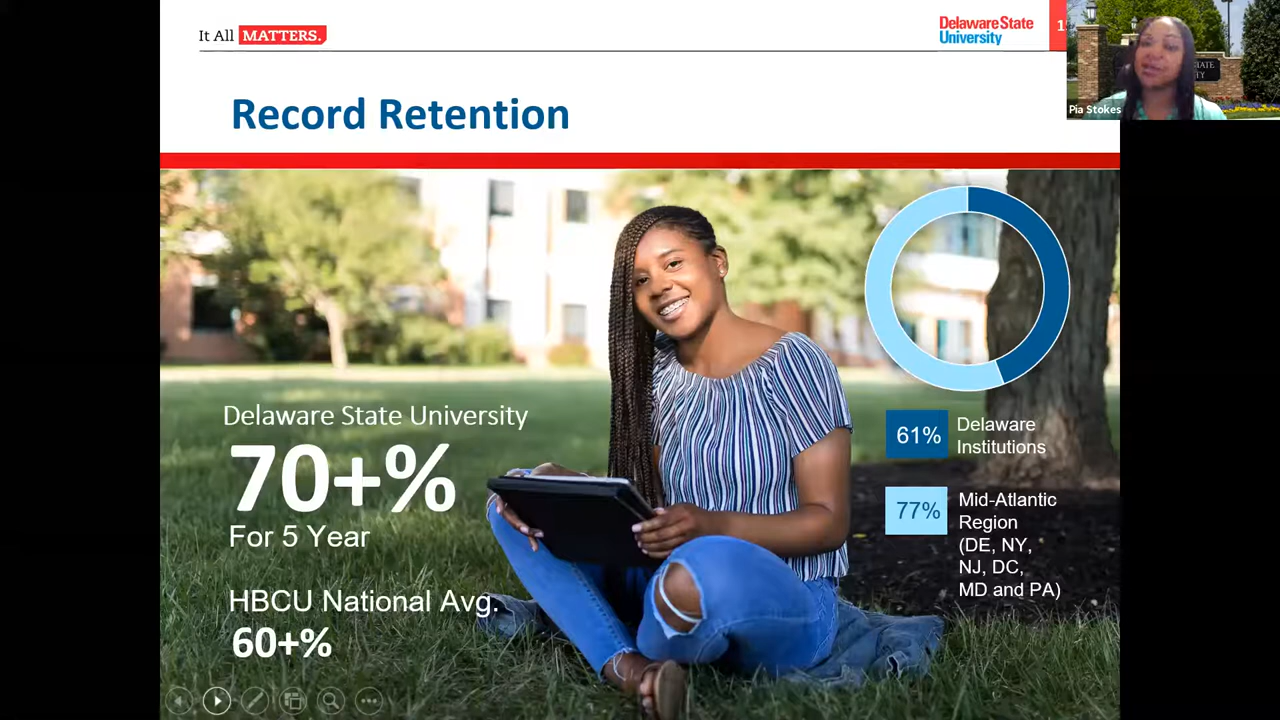 It All MATTERS.
Delaware State
University
1
Pia Stokes
Record Retention
Delaware State University
70+%
For 5 Year
HBCU National Avg.
60+%
61%
Delaware
Institutions
77%
Mid-Atlantic
Region
(DE, NY,
NJ, DC,
MD and PA)